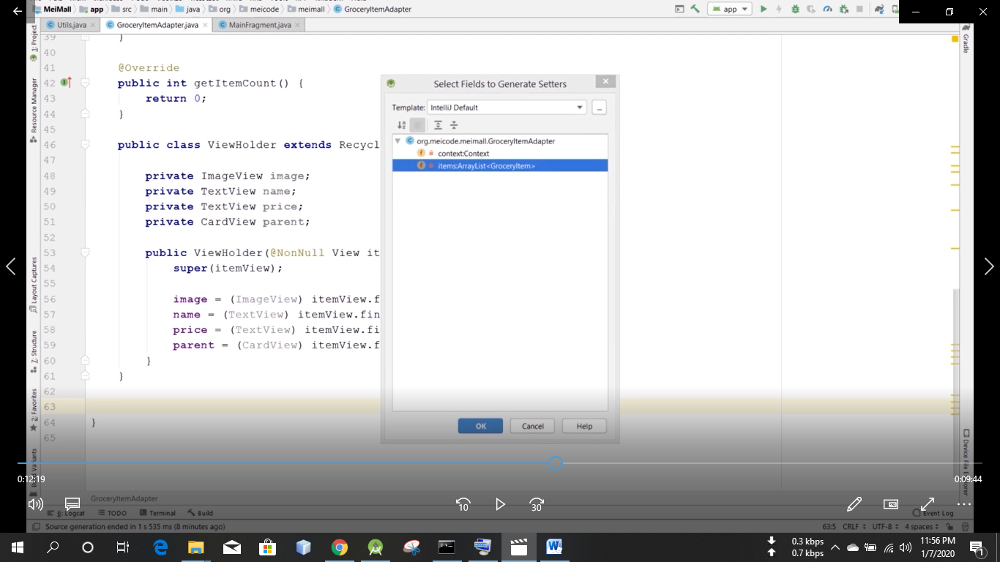 MeiMall app src main java org meicode meimall GroceryItemAdapter app
Utils.java GroceryItemAdapter.java MainFragment.java
39 }
40
41 @Override
42 public int getItemCount() {
43 return 0;
44 }
45
46 public class ViewHolder extends Recycl
47
48 private ImageView image;
49 private TextView name;
50 private TextView price;
51 private CardView parent;
52
53 public ViewHolder(@NonNull View it
54 super(itemView);
55
56 image = (ImageView) itemView.f
57 name = (TextView) itemView.fin
58 price = (TextView) itemView.fi
59 parent = (CardView) itemView.f
60 }
61 }
62
63
64 }
65
1: Project
Resource Manager
Layout Captures
7: Structure
2: Favorites
Gradle
Device File Explorer
Select Fields to Generate Setters
Template: IntelliJ Default ...
org.meicode.meimall.GroceryItemAdapter
context:Context
items:ArrayList<GroceryItem>
OK Cancel Help
0:12:19 0:09:44
GroceryItemAdapter
10 30
6: Logcat TODO Terminal Build Event Log
Source generation ended in 1 s 535 ms (8 minutes ago) 63:5 CRLF UTF-8 4 spaces
0.3 kbps 11:56 PM
0.7 kbps 1/7/2020 1